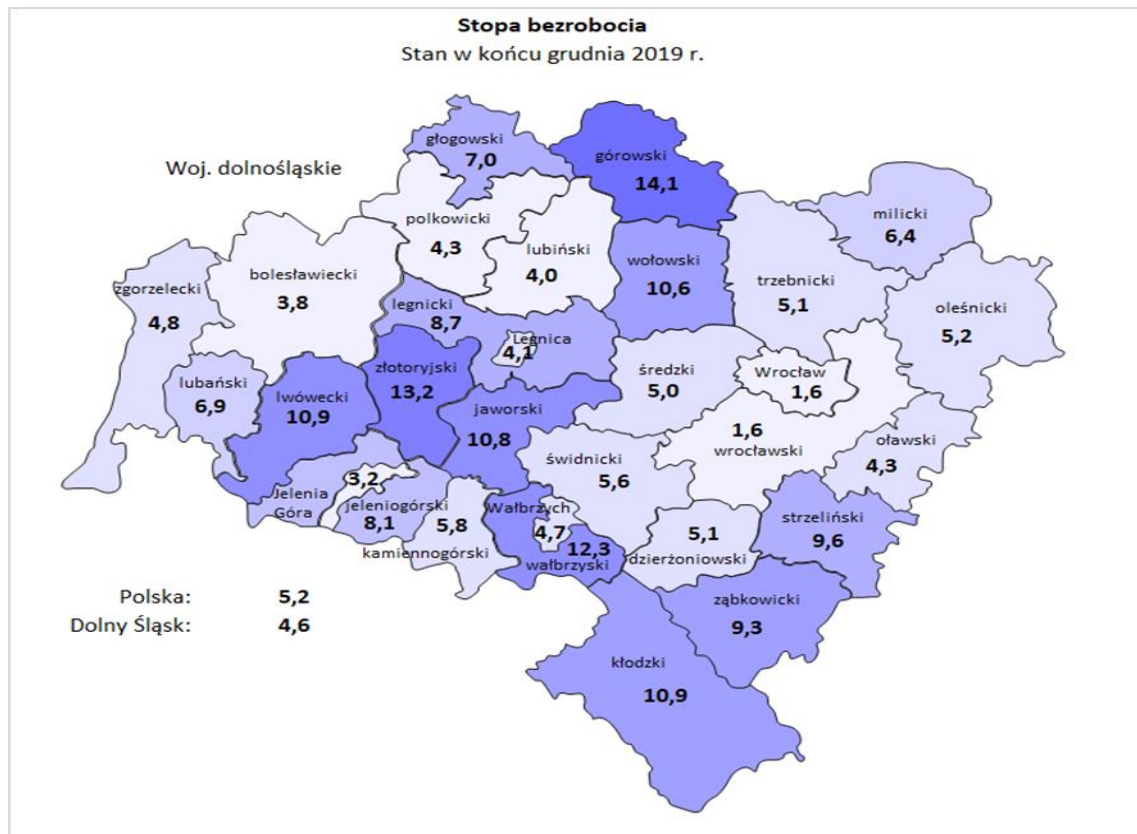 Stopa bezrobocia
Stan w końcu grudnia 2019 r.
Woj. dolnośląskie
głogowski
7,0
górowski
14,1
milicki
6,4
polkowicki
4,3
lubiński
4,0
wołowski
10,6
trzebnicki
5,1
oleśnicki
5,2
zgorzelecki
4,8
bolesławiecki
3,8
legnicki
8,7
Legnica
4,1
lubański
6,9
lwówecki
10,9
złotoryjski
13,2
jaworski
10,8
średzki
5,0
Wrocław
1,6
1,6
wrocławski
oławski
4,3
świdnicki
5,6
Jelenia
Góra
3,2
jeleniogórski
8,1
5,8
kamiennogórski
Wałbrzych
4,7
12,3
wałbrzyski
5,1
dzierżoniowski
strzeliński
9,6
ząbkowicki
9,3
kłodzki
10,9
Polska: 5,2
Dolny Śląsk: 4,6